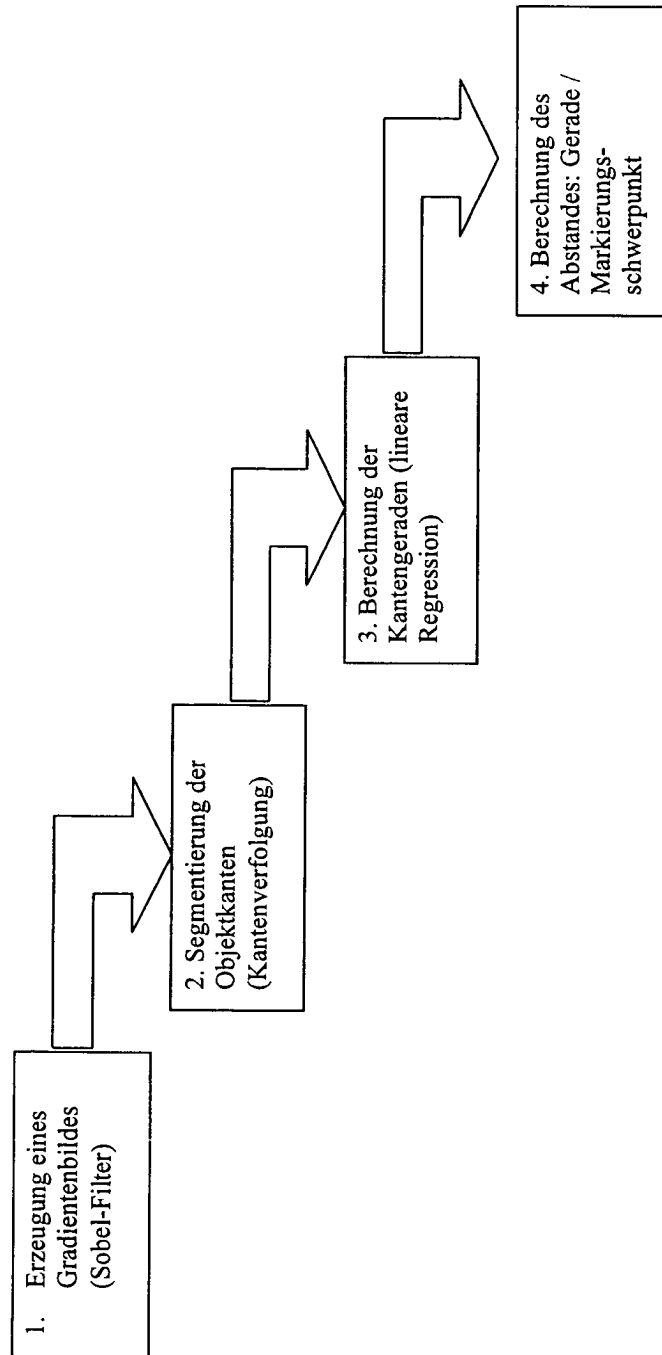 1. Erzeugung eines
Gradientenbildes
(Sobel-Filter)
2. Segmentierung der
Objektkanten
(Kantenverfolgung)
3. Berechnung der
Kantengeraden (lineare
Regression)
4. Berechnung des
Abstandes: Gerade /
Markierungs-
schwerpunkt